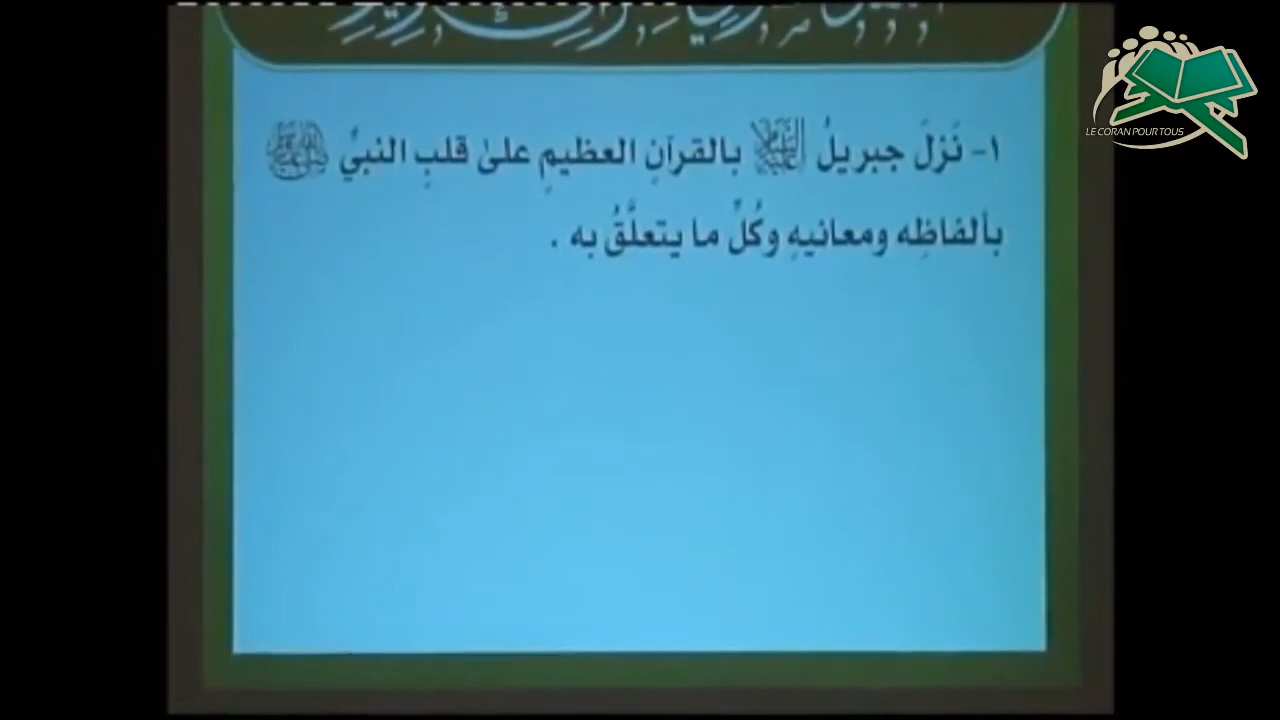 LE CORAN POUR TOUS
١- نَزلَ جبريلُ عليه السلام بالقرآنِ العظيمِ علىٰ قلبِ النبيِّ ﷺ
بألفاظِه ومعانيهِ وكُلِّ ما يتعلَّقُ به .